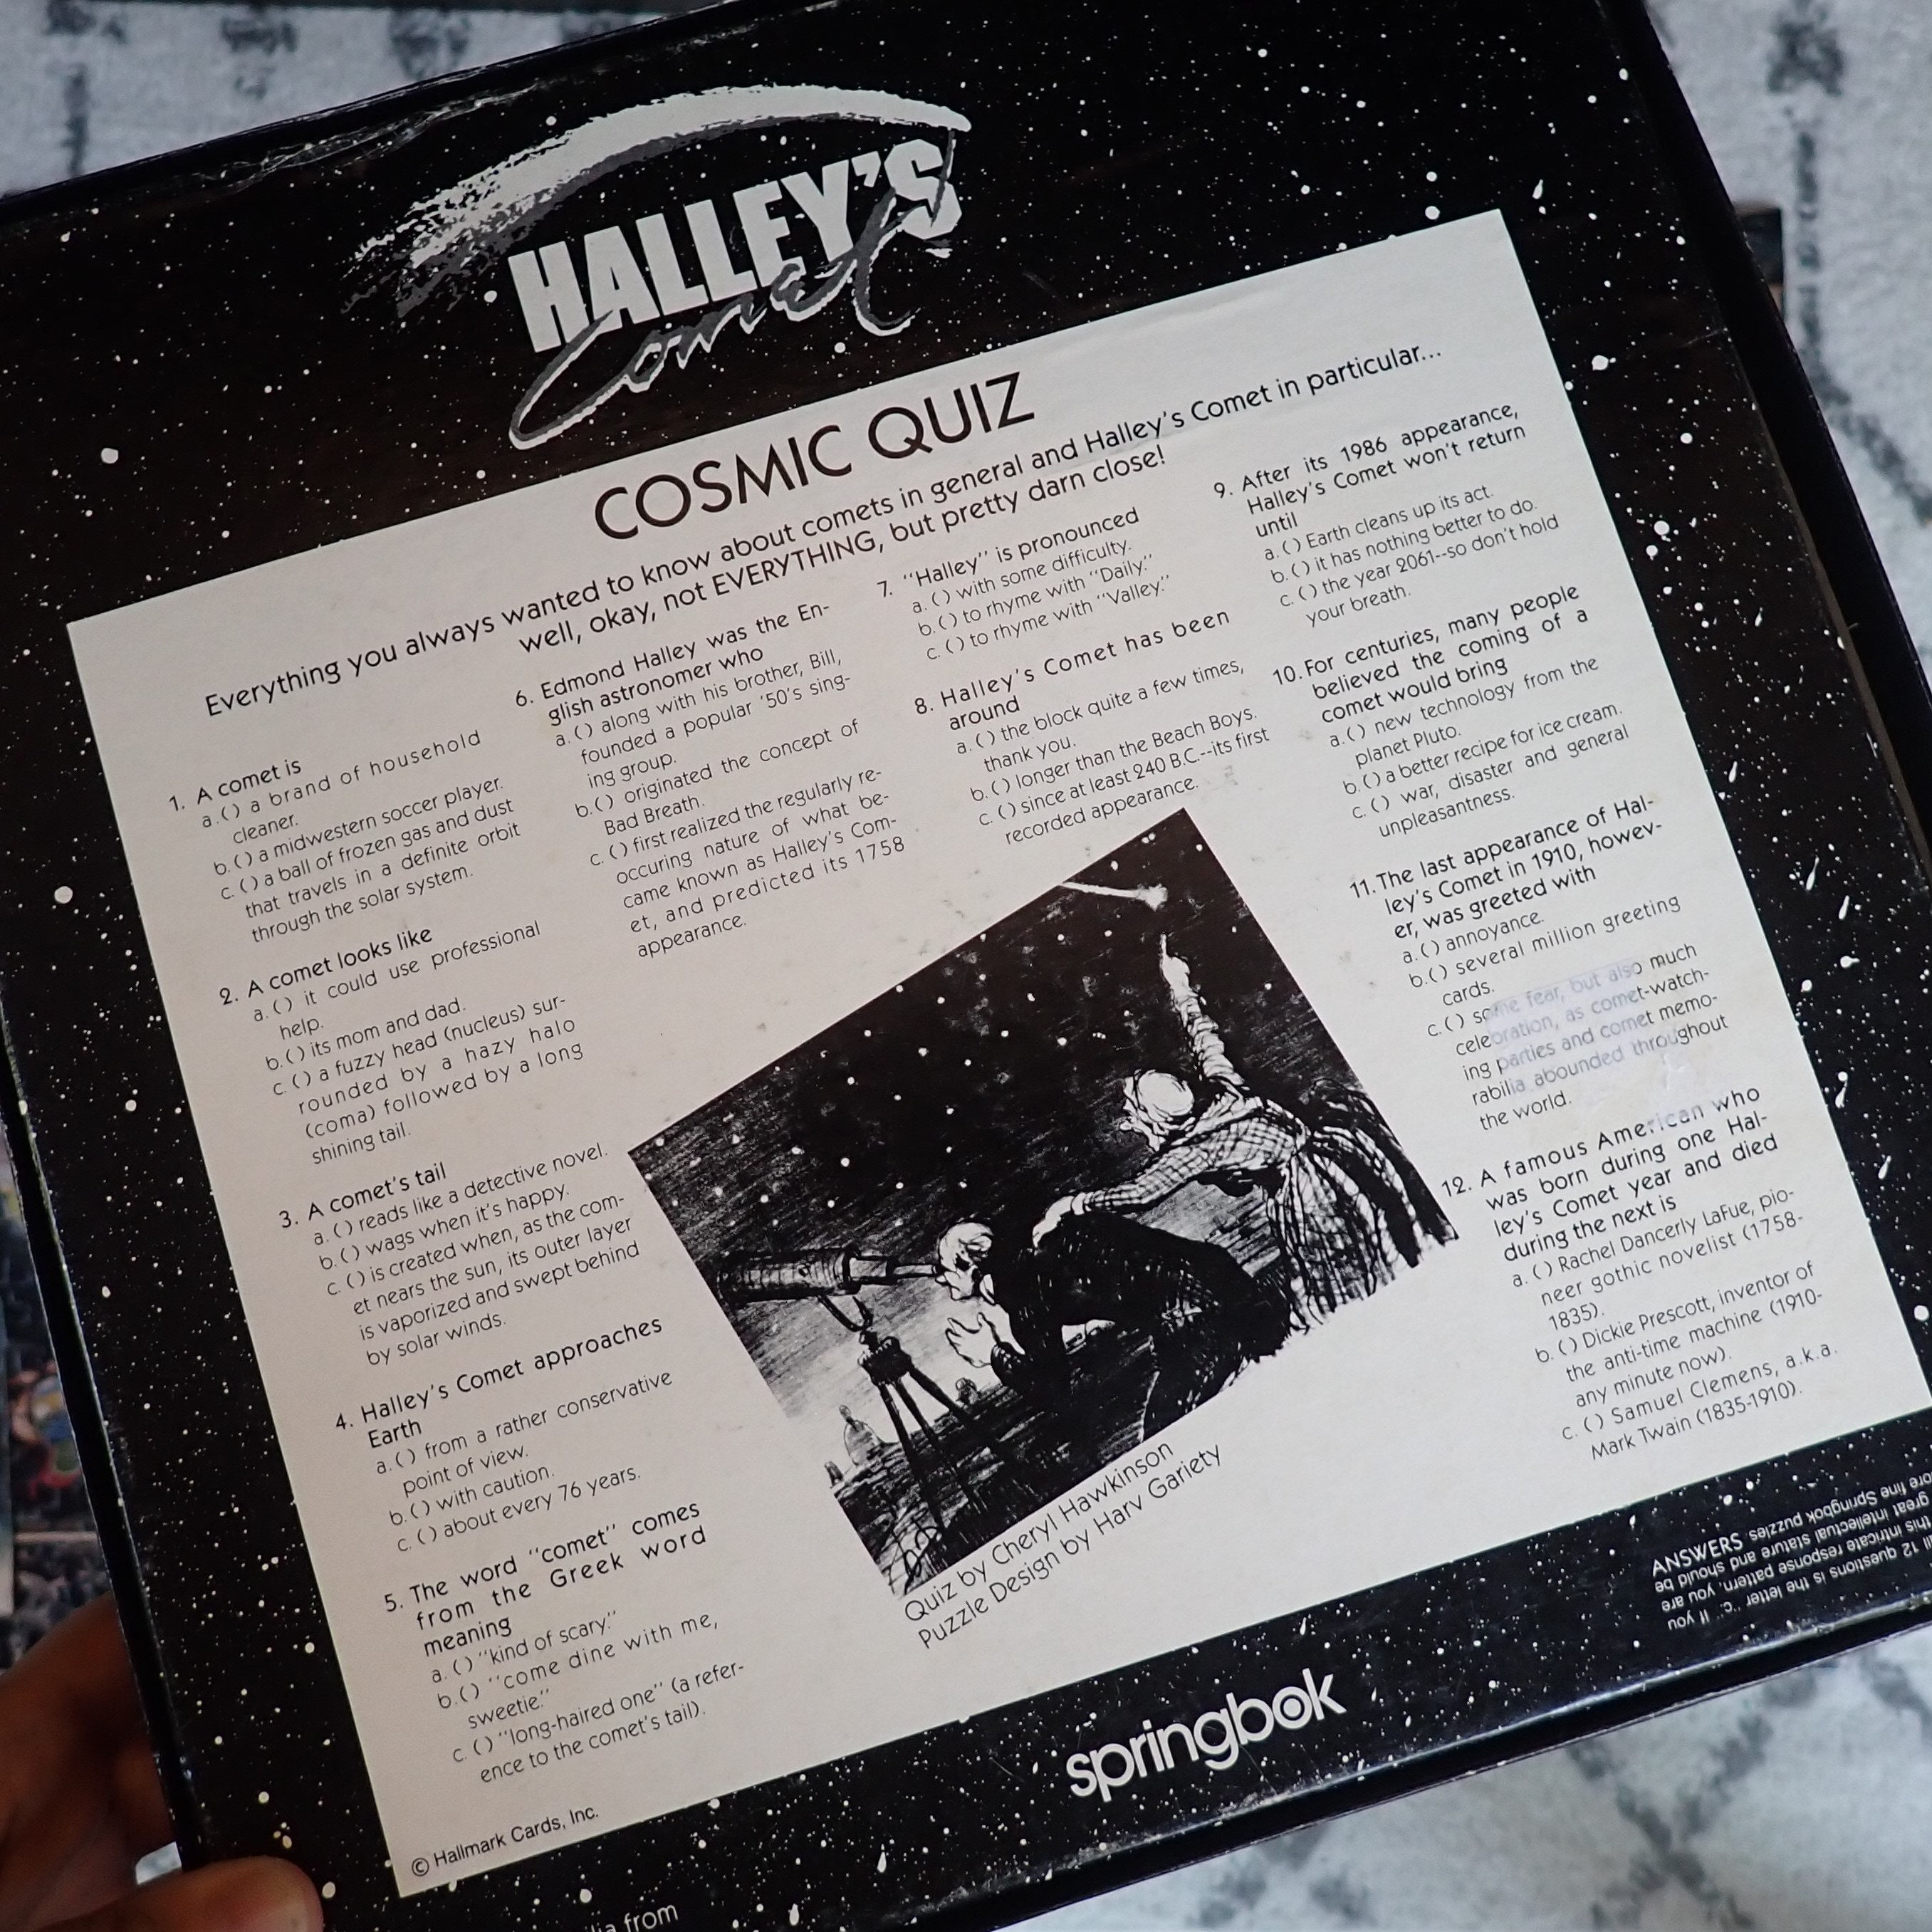 HALLEY'S
Comet
COSMIC QUIZ
Everything you always wanted to know about comets in general and Halley's Comet in particular...
well, okay, not EVERYTHING, but pretty darn close!
1. A comet is
a. ( ) a brand of household
cleaner.
b. ( ) a midwestern soccer player.
c. ( ) a ball of frozen gas and dust
that travels in a definite orbit
through the solar system.
2. A comet looks like
a. ( ) it could use professional
help.
b. ( ) its mom and dad.
c. ( ) a fuzzy head (nucleus) sur-
rounded by a hazy halo
(coma) followed by a long
shining tail.
3. A comet's tail
a. ( ) reads like a detective novel.
b. ( ) wags when it's happy.
c. ( ) is created when, as the com-
et nears the sun, its outer layer
is vaporized and swept behind
by solar winds.
4. Halley's Comet approaches
Earth
a. ( ) from a rather conservative
point of view.
b. ( ) with caution.
c. ( ) about every 76 years.
5. The word "comet" comes
from the Greek word
meaning
a. ( ) "kind of scary."
b. ( ) "come dine with me,
sweetie."
c. ( ) "long-haired one" (a refer-
ence to the comet's tail).
6. Edmond Halley was the En-
glish astronomer who
a. ( ) along with his brother, Bill,
founded a popular '50's sing-
ing group.
b. ( ) originated the concept of
Bad Breath.
c. ( ) first realized the regularly re-
occuring nature of what be-
came known as Halley's Com-
et, and predicted its 1758
appearance.
7. "Halley" is pronounced
a. ( ) with some difficulty.
b. ( ) to rhyme with "Daily."
c. ( ) to rhyme with "Valley."
8. Halley's Comet has been
around
a. ( ) the block quite a few times,
thank you.
b. ( ) longer than the Beach Boys.
c. ( ) since at least 240 B.C.--its first
recorded appearance.
9. After its 1986 appearance,
Halley's Comet won't return
until
a. ( ) Earth cleans up its act.
b. ( ) it has nothing better to do.
c. ( ) the year 2061--so don't hold
your breath.
10. For centuries, many people
believed the coming of a
comet would bring
a. ( ) new technology from the
planet Pluto.
b. ( ) a better recipe for ice cream.
c. ( ) war, disaster and general
unpleasantness.
11. The last appearance of Hal-
ley's Comet in 1910, howev-
er, was greeted with
a. ( ) annoyance.
b. ( ) several million greeting
cards.
c. ( ) some fear, but also much
celebration, as comet-watch-
ing parties and comet memo-
rabilia abounded throughout
the world.
12. A famous American who
was born during one Hal-
ley's Comet year and died
during the next is
a. ( ) Rachel Dancerly LaFue, pio-
neer gothic novelist (1758-
1835).
b. ( ) Dickie Prescott, inventor of
the anti-time machine (1910-
any minute now).
c. ( ) Samuel Clemens, a.k.a.
Mark Twain (1835-1910).
Quiz by Cheryl Hawkinson
Puzzle Design by Harv Gariety
springbok
© Hallmark Cards, Inc.
from
12 questions is the letter "c." If you
this intricate response pattern, you are
great intellectual stature and should be
fine Springbok puzzles.
ANSWERS